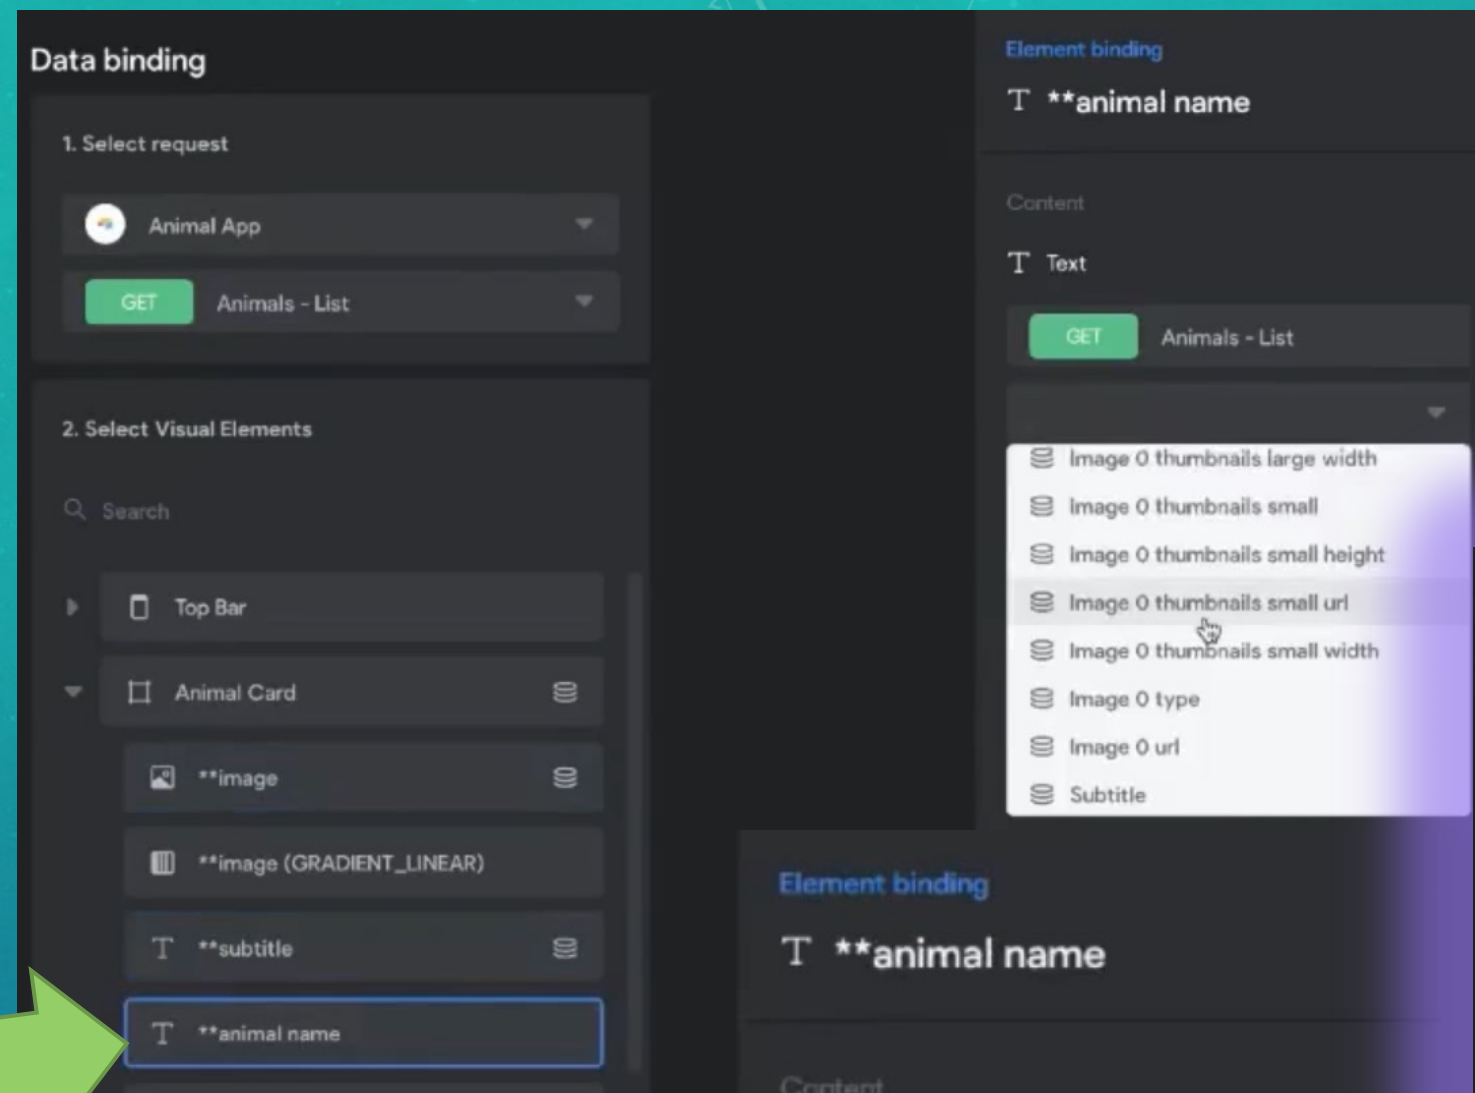 Data binding
1. Select request
Animal App
GET Animals - List
2. Select Visual Elements
Search
Top Bar
Animal Card
**image
**image (GRADIENT_LINEAR)
T **subtitle
T **animal name
Element binding
T **animal name
Content
T Text
GET Animals - List
Image 0 thumbnails large width
Image 0 thumbnails small
Image 0 thumbnails small height
Image 0 thumbnails small url
Image 0 thumbnails small width
Image 0 type
Image 0 url
Subtitle
Element binding
T **animal name
Content